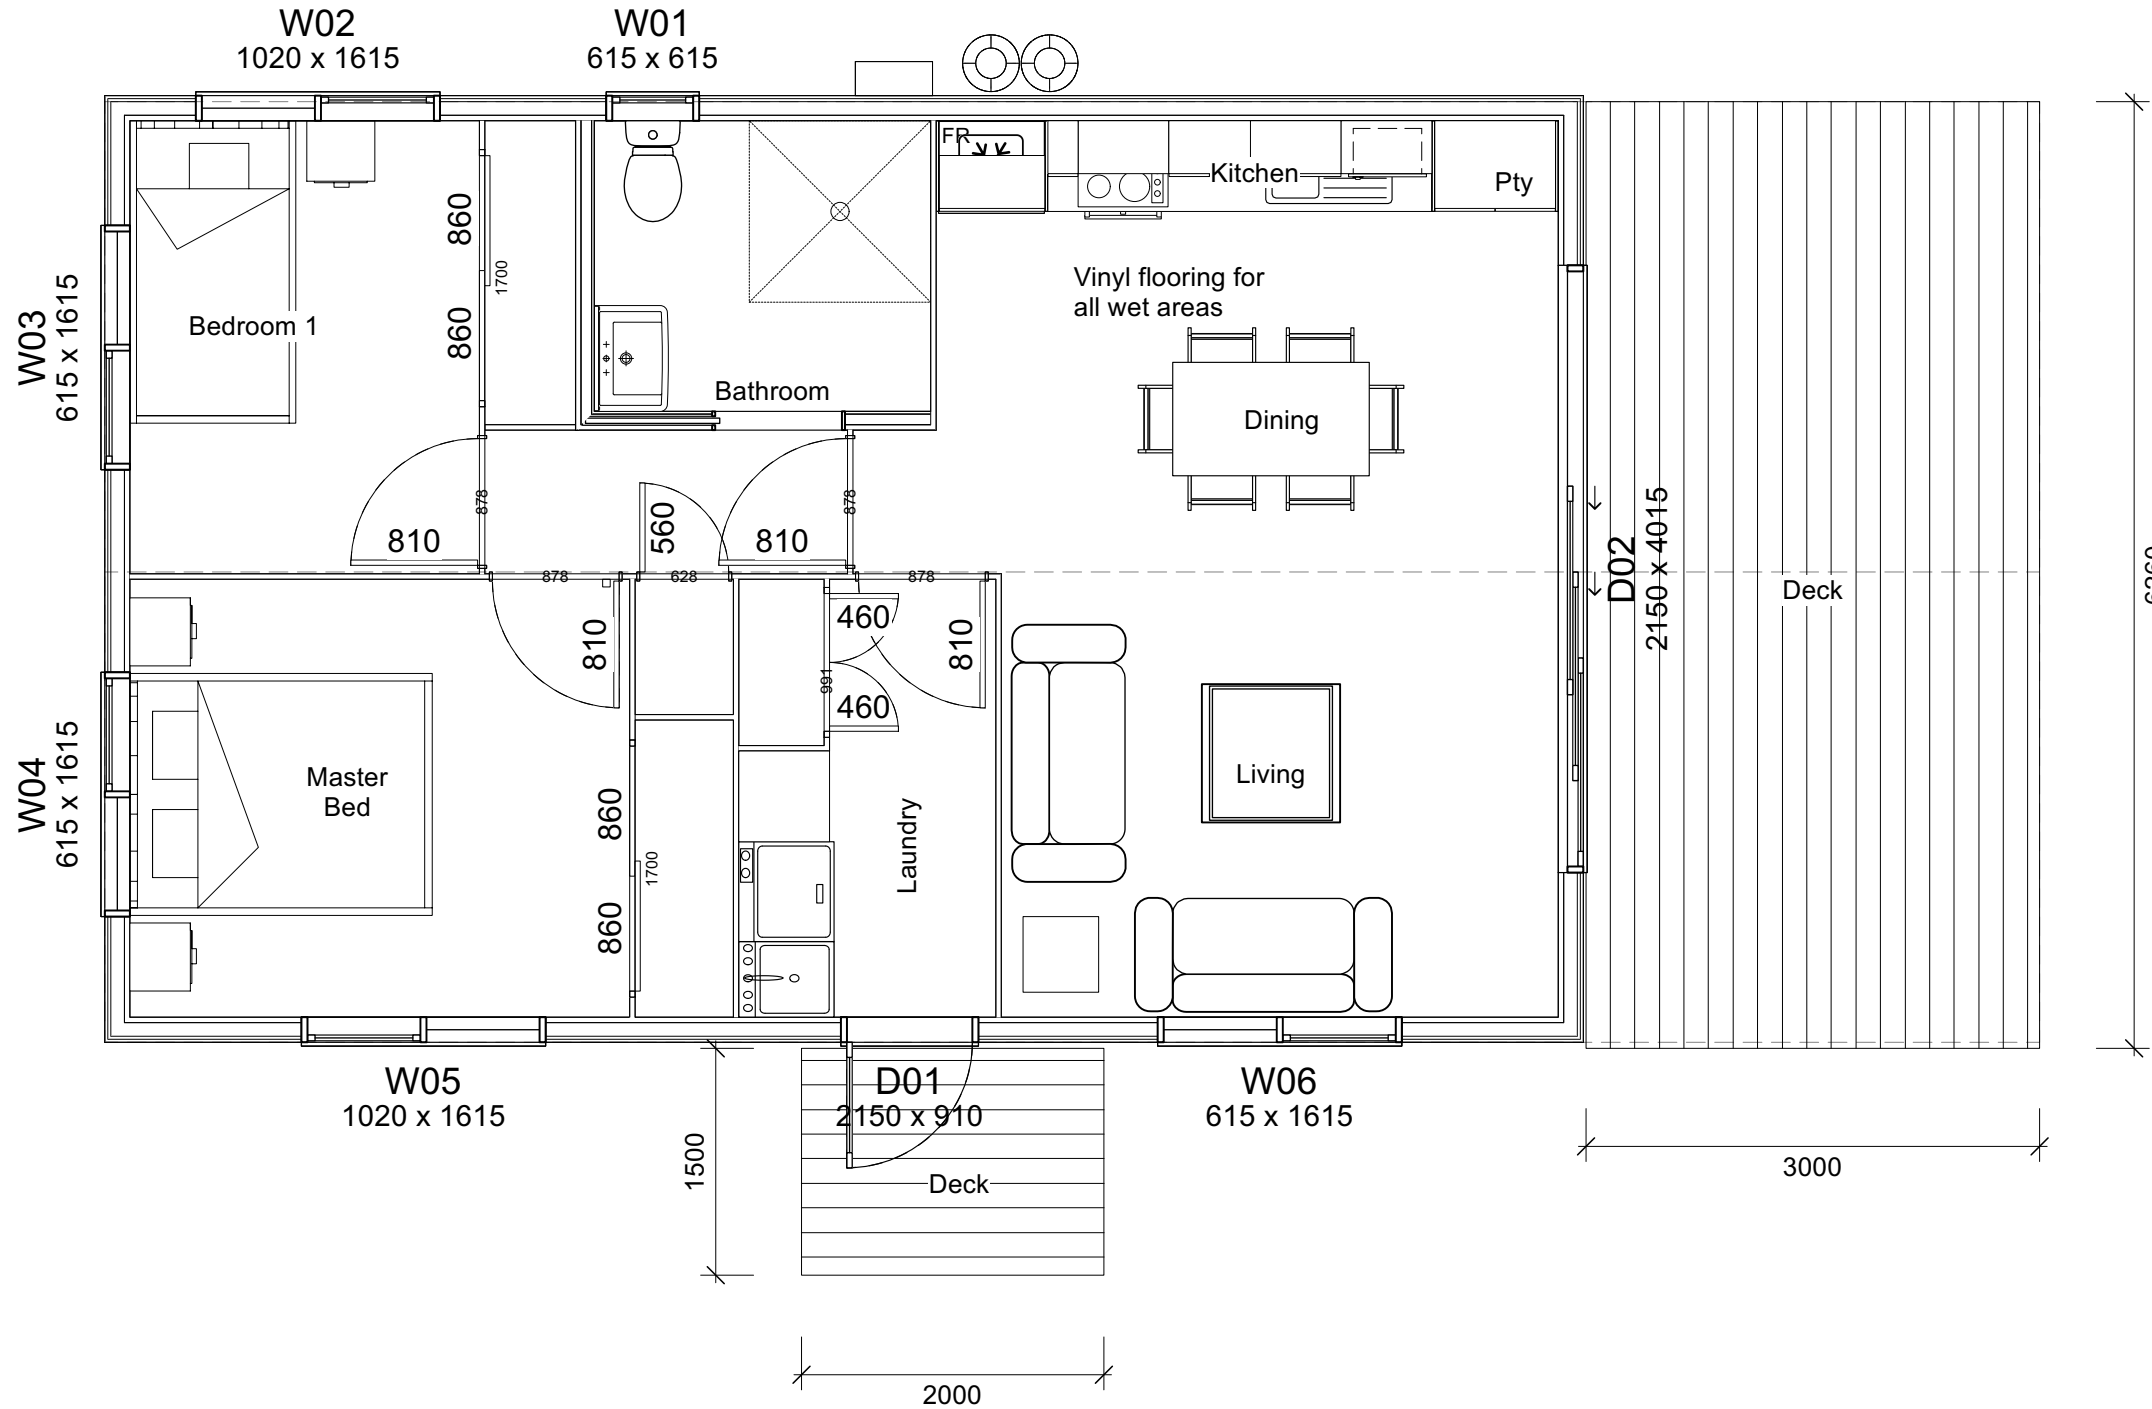 W02
1020 x 1615
W01
615 x 615
FR
Kitchen
Pty
860
1700
860
W03
615 x 1615
Bedroom 1
Vinyl flooring for
all wet areas
Bathroom
Dining
878
810
560
878
810
D02
2150 x 4015
Deck
6260
878
628
878
810
460
991
460
810
W04
615 x 1615
Master
Bed
860
1700
860
Laundry
Living
W05
1020 x 1615
D01
2150 x 910
W06
615 x 1615
1500
Deck
3000
2000